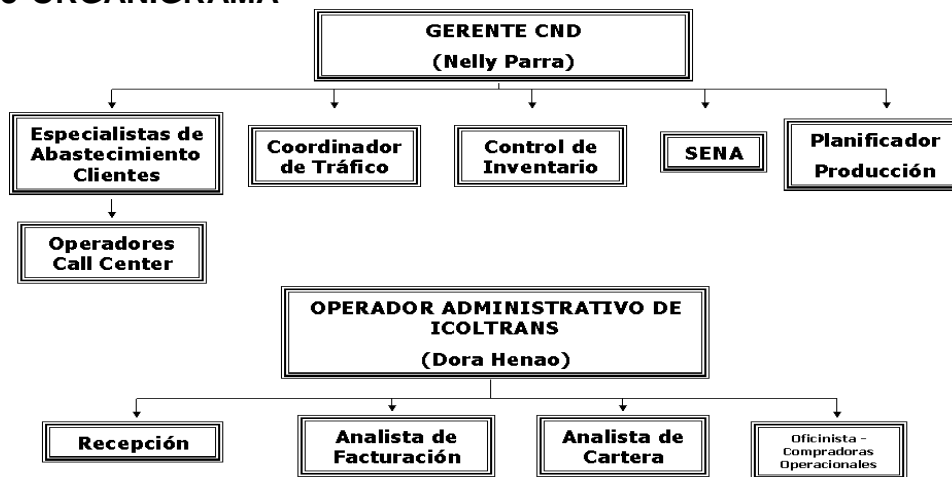 ORGANIGRAMA
GERENTE CND
(Nelly Parra)
Especialistas de
Abastecimiento
Clientes
Coordinador
de Tráfico
Control de
Inventario
SENA
Planificador
Producción
Operadores
Call Center
OPERADOR ADMINISTRATIVO DE
ICOLTRANS
(Dora Henao)
Recepción
Analista de
Facturación
Analista de
Cartera
Oficinista -
Compradoras
Operacionales